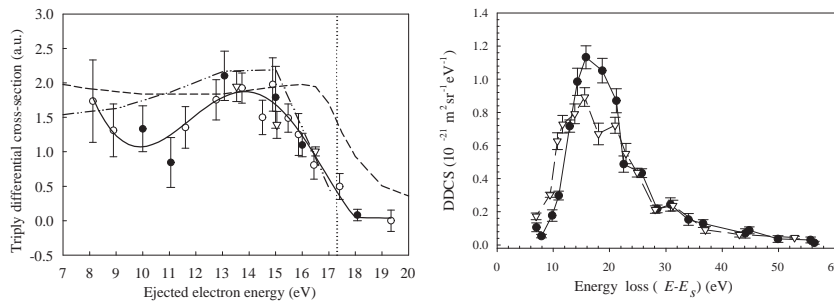 Triply differential cross-section (a.u.)
3.0
2.5
2.0
1.5
1.0
0.5
0.0
-0.5
7 8 9 10 11 12 13 14 15 16 17 18 19 20
Ejected electron energy (eV)
DDCS (10⁻²¹ m² sr⁻¹ eV⁻¹)
1.4
1.2
1.0
0.8
0.6
0.4
0.2
0.0
0 10 20 30 40 50 60
Energy loss ( E-Eₛ) (eV)